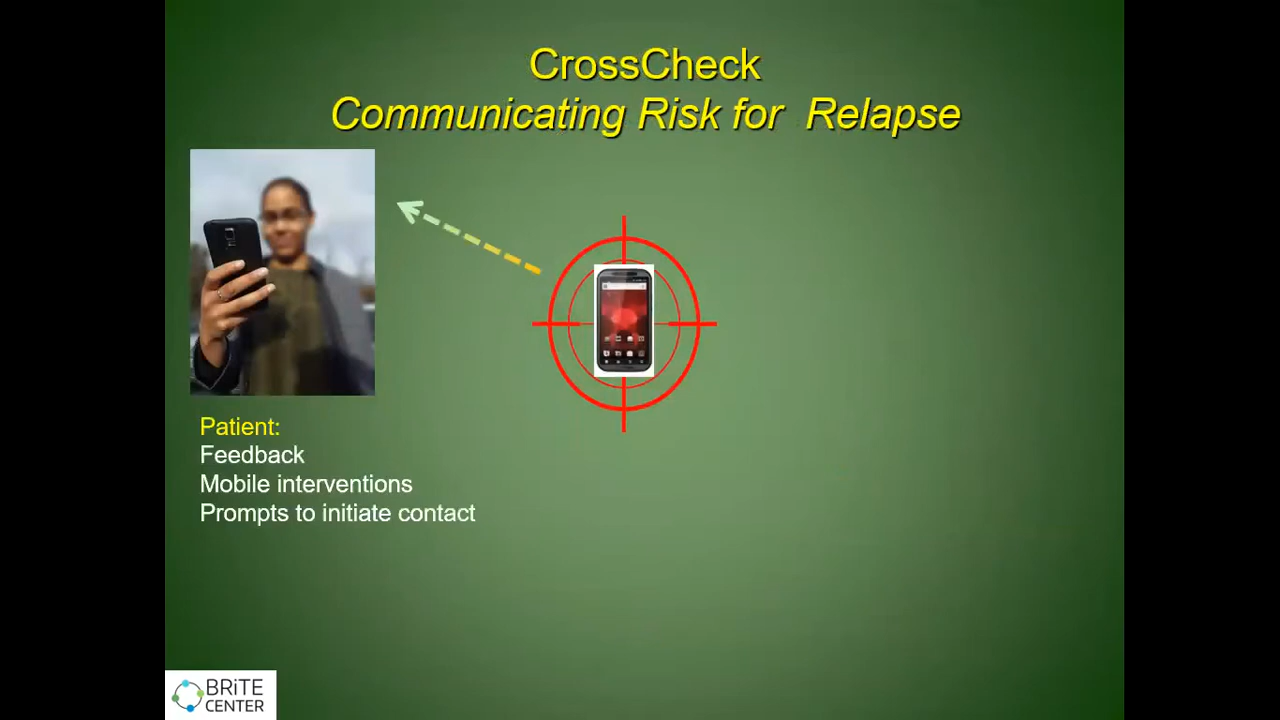 CrossCheck
Communicating Risk for Relapse
Patient:
Feedback
Mobile interventions
Prompts to initiate contact
BRiTE
CENTER